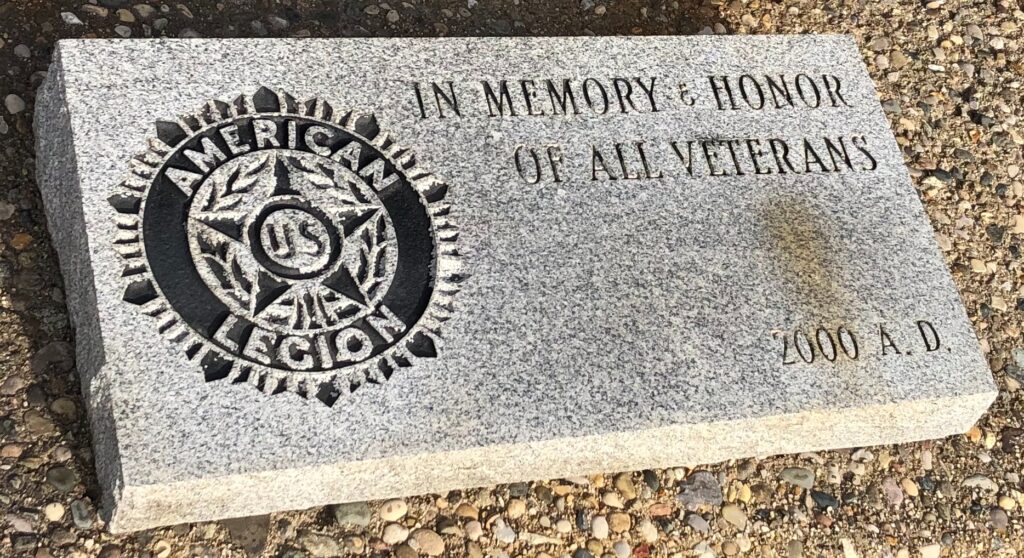 AMERICAN
US
LEGION
IN MEMORY & HONOR
OF ALL VETERANS
2000 A. D.